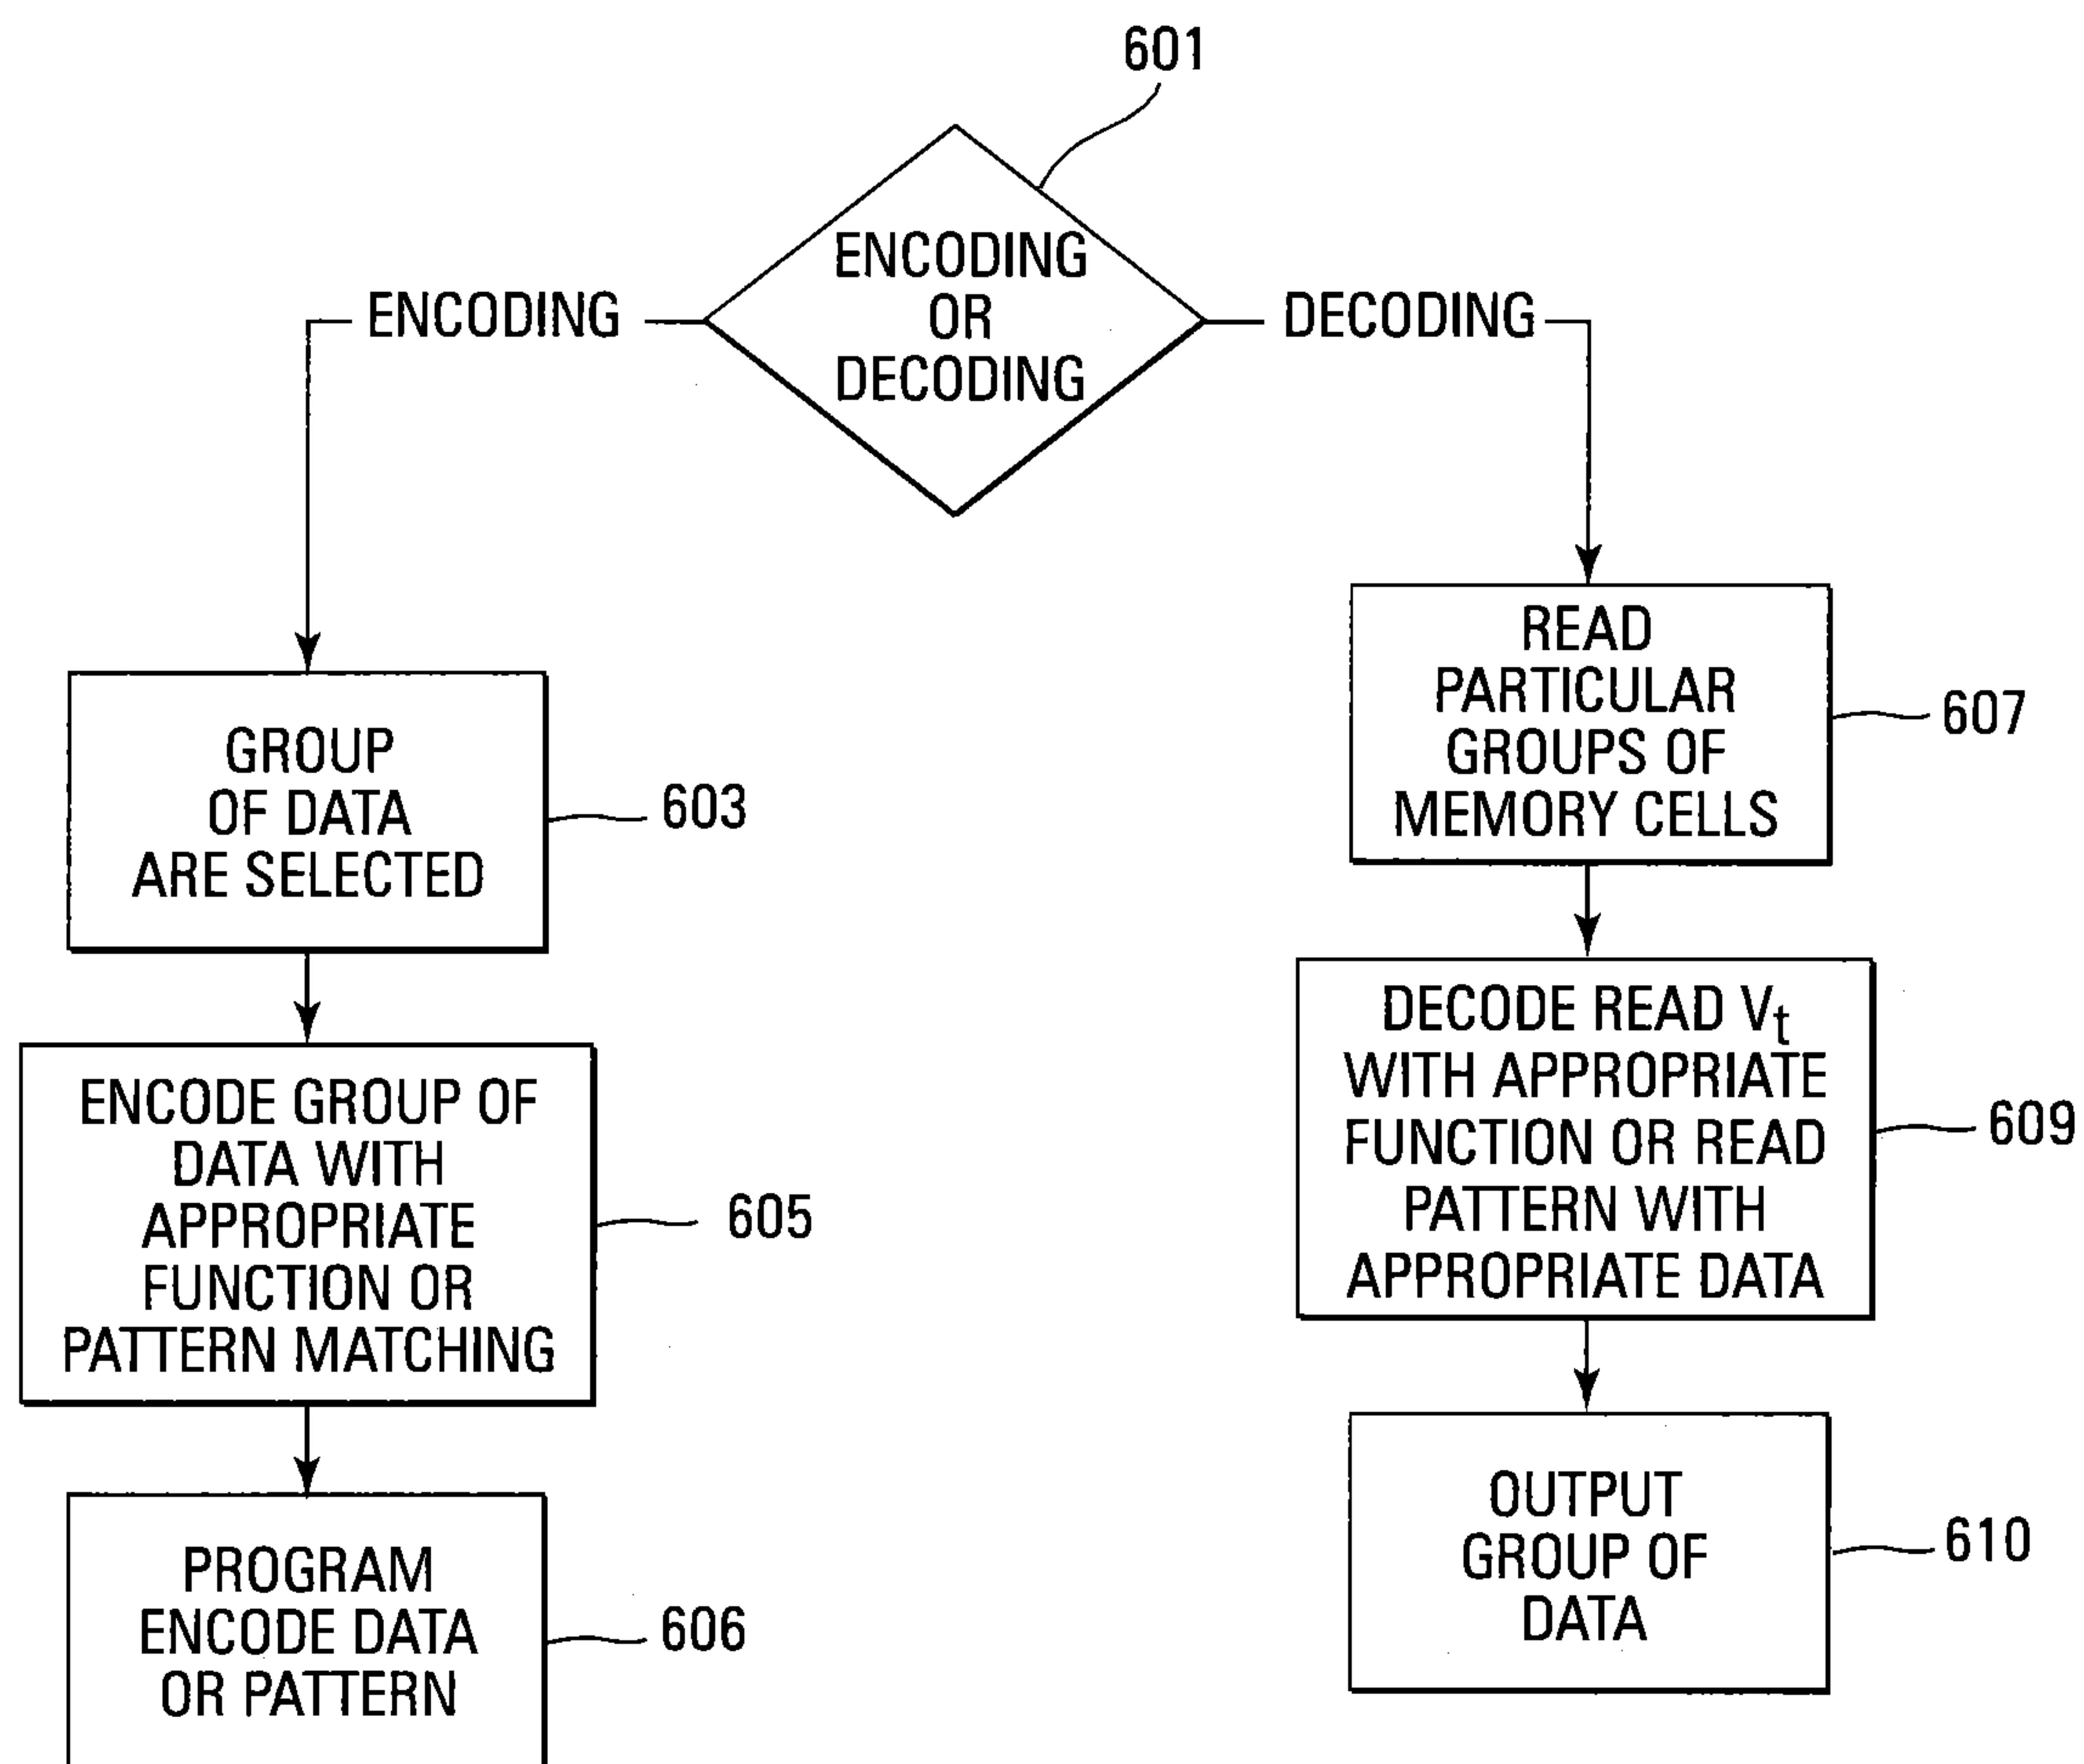 601
ENCODING
OR
DECODING
ENCODING
DECODING
GROUP
OF DATA
ARE SELECTED
603
ENCODE GROUP OF
DATA WITH
APPROPRIATE
FUNCTION OR
PATTERN MATCHING
605
PROGRAM
ENCODE DATA
OR PATTERN
606
READ
PARTICULAR
GROUPS OF
MEMORY CELLS
607
DECODE READ Vt
WITH APPROPRIATE
FUNCTION OR READ
PATTERN WITH
APPROPRIATE DATA
609
OUTPUT
GROUP OF
DATA
610